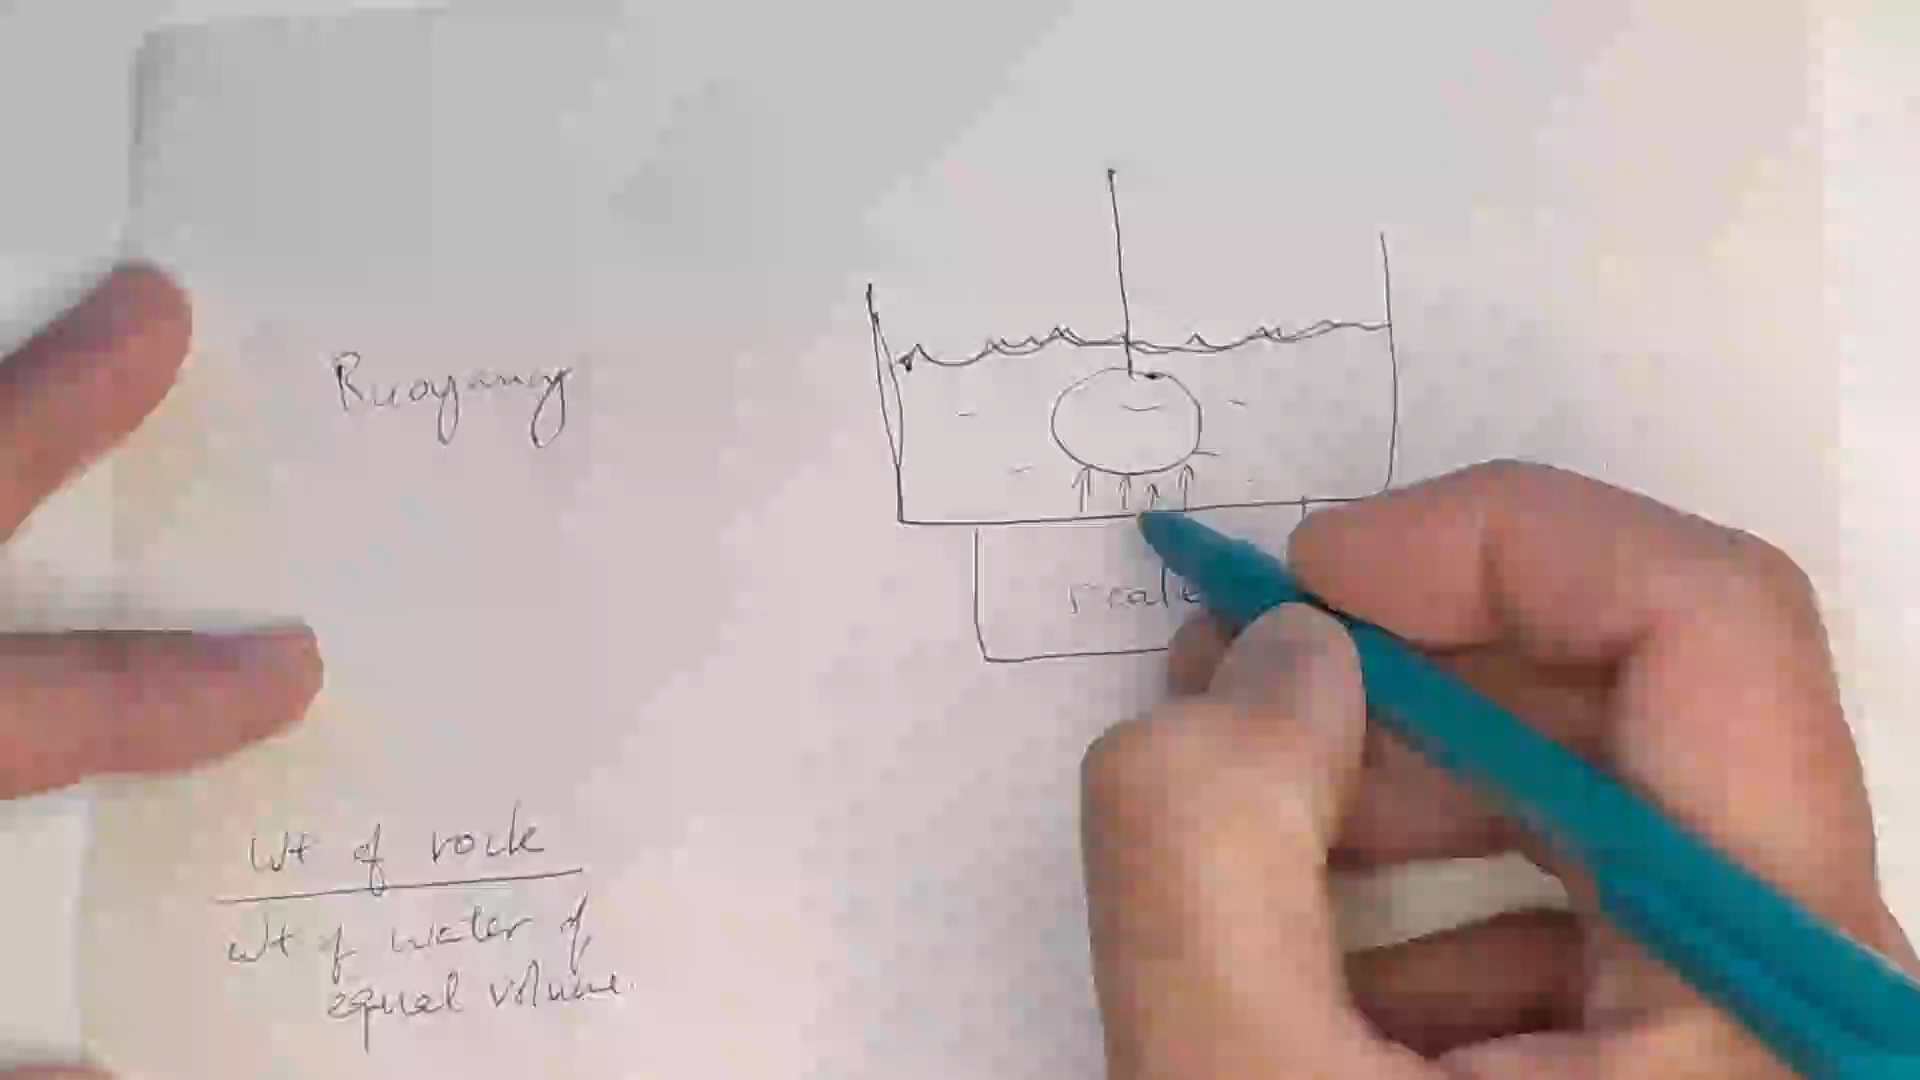 Buoyancy
scale
wt of rock
wt of water of
equal volume.